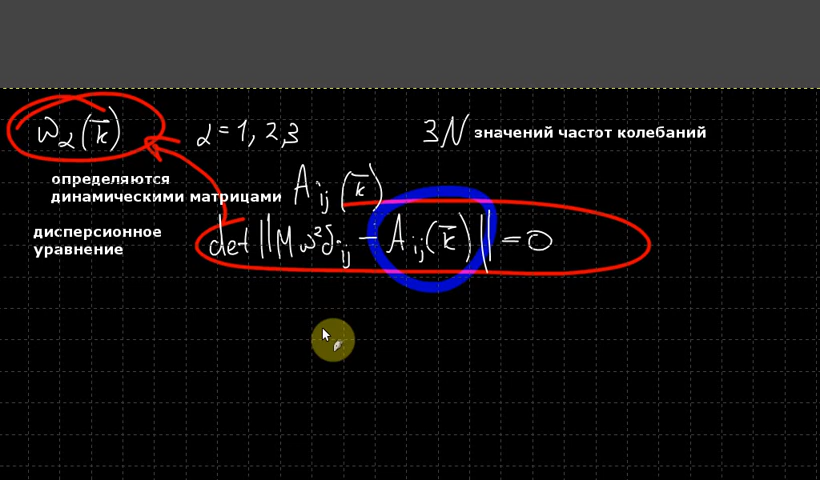 ω_α(k̅) α = 1, 2, 3 3N значений частот колебаний
определяются
динамическими матрицами A_ij(k̅)
дисперсионное
уравнение
det ||Mω²δ_ij − A_ij(k̅)|| = 0